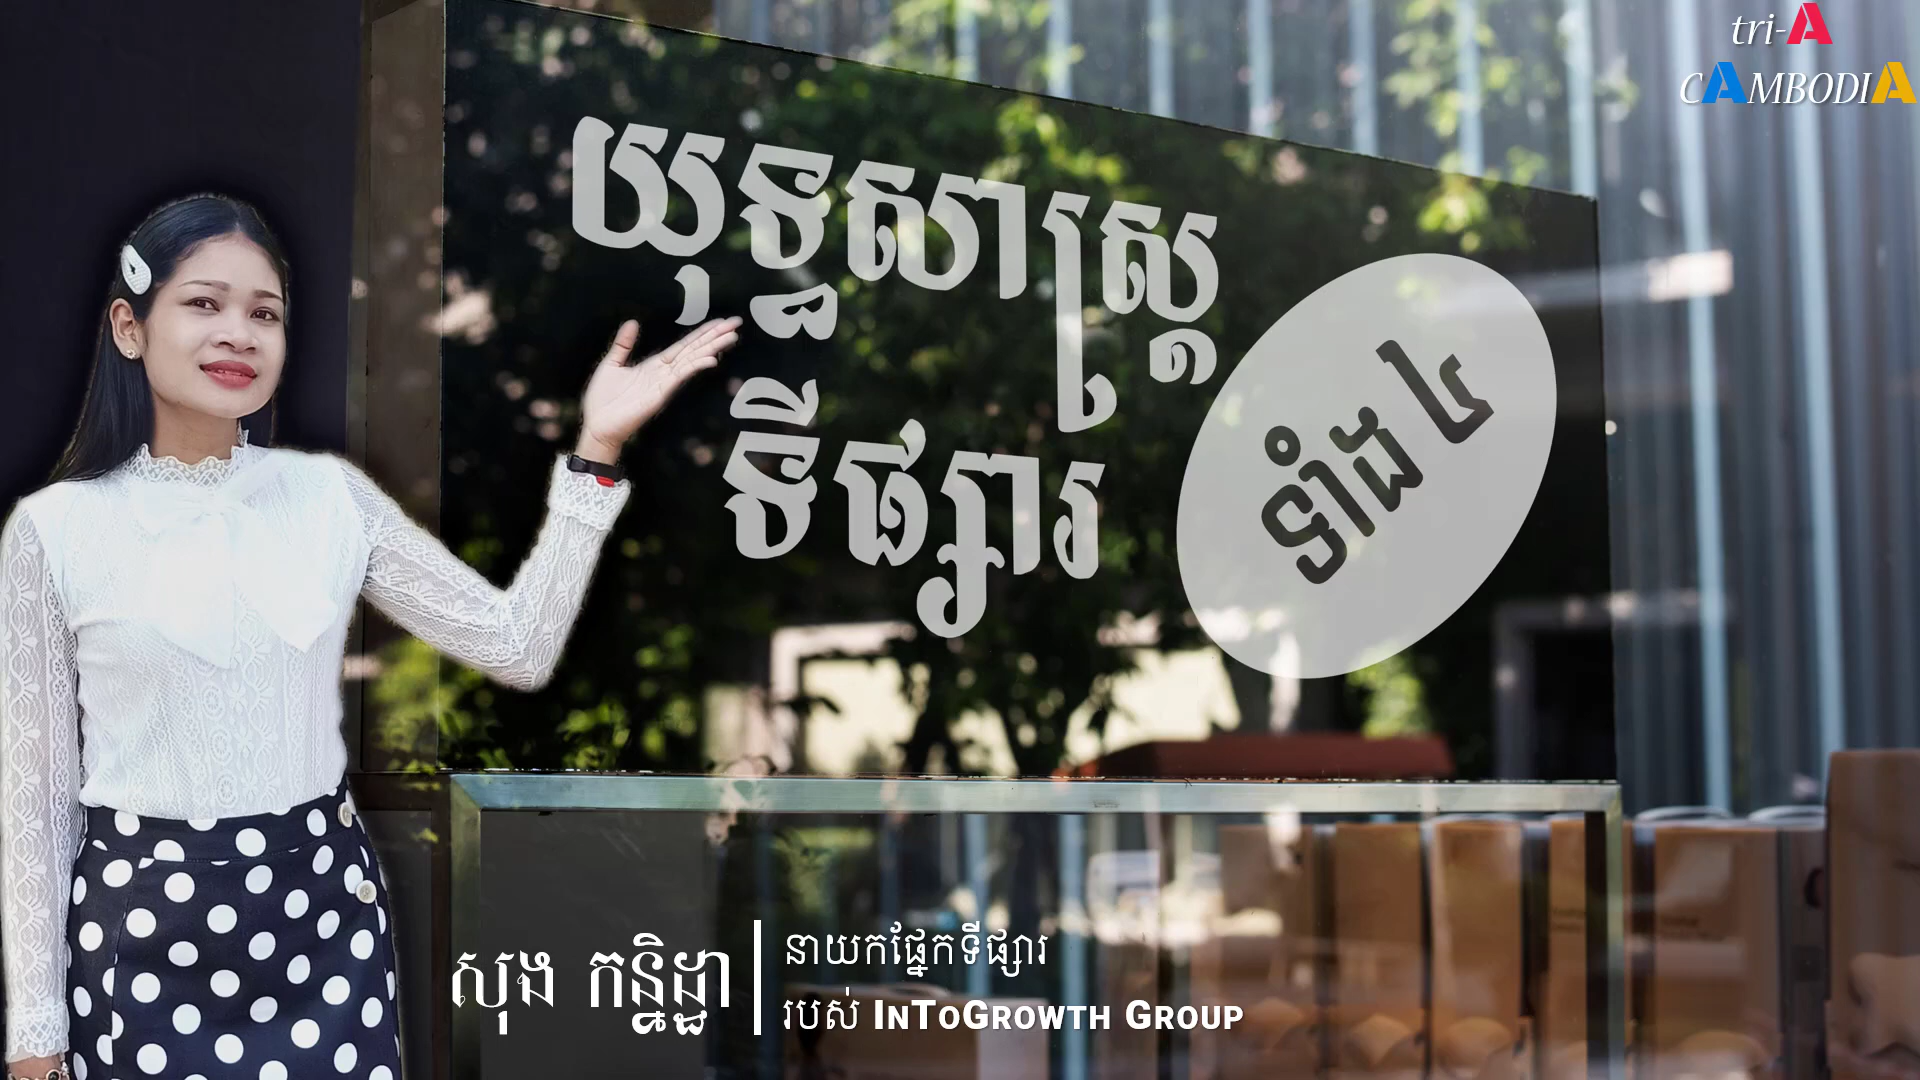 tri-A
CAMBODIA
យុទ្ធសាស្ត្រ
ទីផ្សារ
ទាំង ៤
សុង កន្និដ្ឋា
នាយកផ្នែកទីផ្សារ
របស់ InToGrowth Group